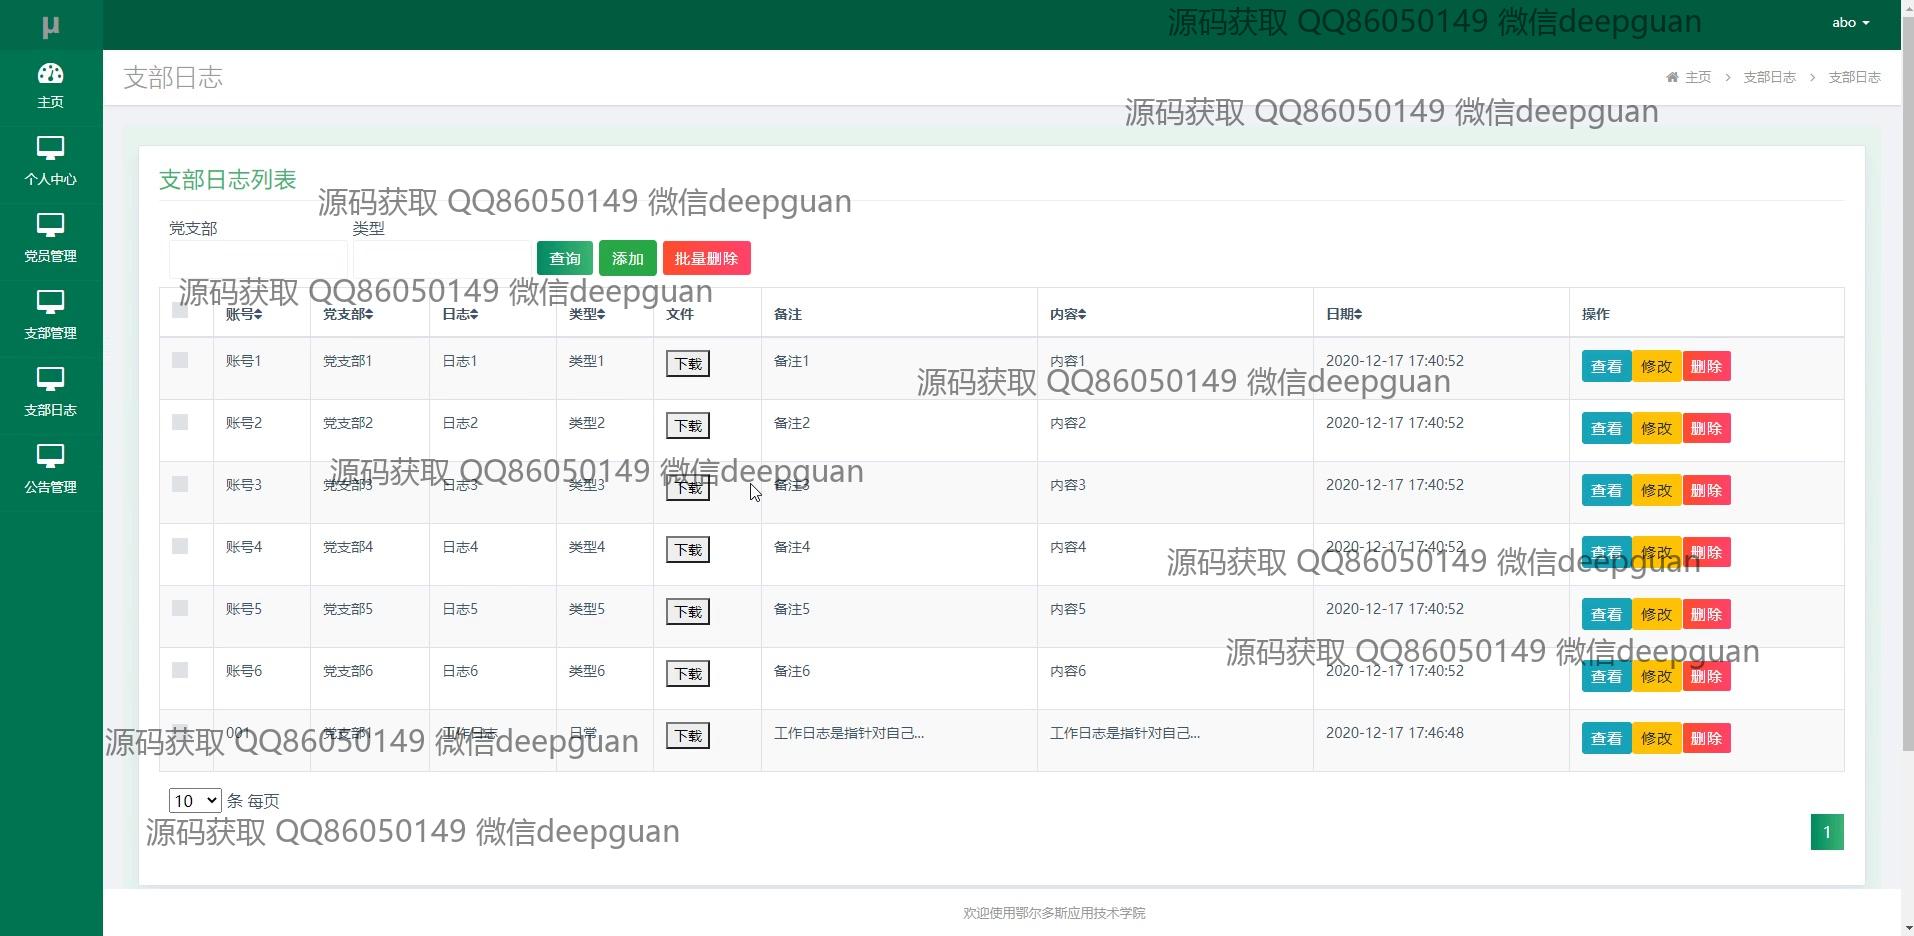 μ
源码获取 QQ86050149 微信deepguan
abo
主页
个人中心
党员管理
支部管理
支部日志
公告管理
支部日志
主页 > 支部日志 > 支部日志
源码获取 QQ86050149 微信deepguan
支部日志列表
源码获取 QQ86050149 微信deepguan
党支部 类型
查询 添加 批量删除
源码获取 QQ86050149 微信deepguan
账号 党支部 日志 类型 文件 备注 内容 日期 操作
账号1 党支部1 日志1 类型1 下载 备注1 内容1 2020-12-17 17:40:52 查看 修改 删除
源码获取 QQ86050149 微信deepguan
账号2 党支部2 日志2 类型2 下载 备注2 内容2 2020-12-17 17:40:52 查看 修改 删除
源码获取 QQ86050149 微信deepguan
账号3 党支部3 日志3 类型3 下载 备注3 内容3 2020-12-17 17:40:52 查看 修改 删除
账号4 党支部4 日志4 类型4 下载 备注4 内容4 2020-12-17 17:40:52 查看 修改 删除
源码获取 QQ86050149 微信deepguan
账号5 党支部5 日志5 类型5 下载 备注5 内容5 2020-12-17 17:40:52 查看 修改 删除
源码获取 QQ86050149 微信deepguan
账号6 党支部6 日志6 类型6 下载 备注6 内容6 2020-12-17 17:40:52 查看 修改 删除
001 党支部1 工作日志 日常 下载 工作日志是指针对自己... 工作日志是指针对自己... 2020-12-17 17:46:48 查看 修改 删除
源码获取 QQ86050149 微信deepguan
10 条 每页
源码获取 QQ86050149 微信deepguan
1
欢迎使用鄂尔多斯应用技术学院